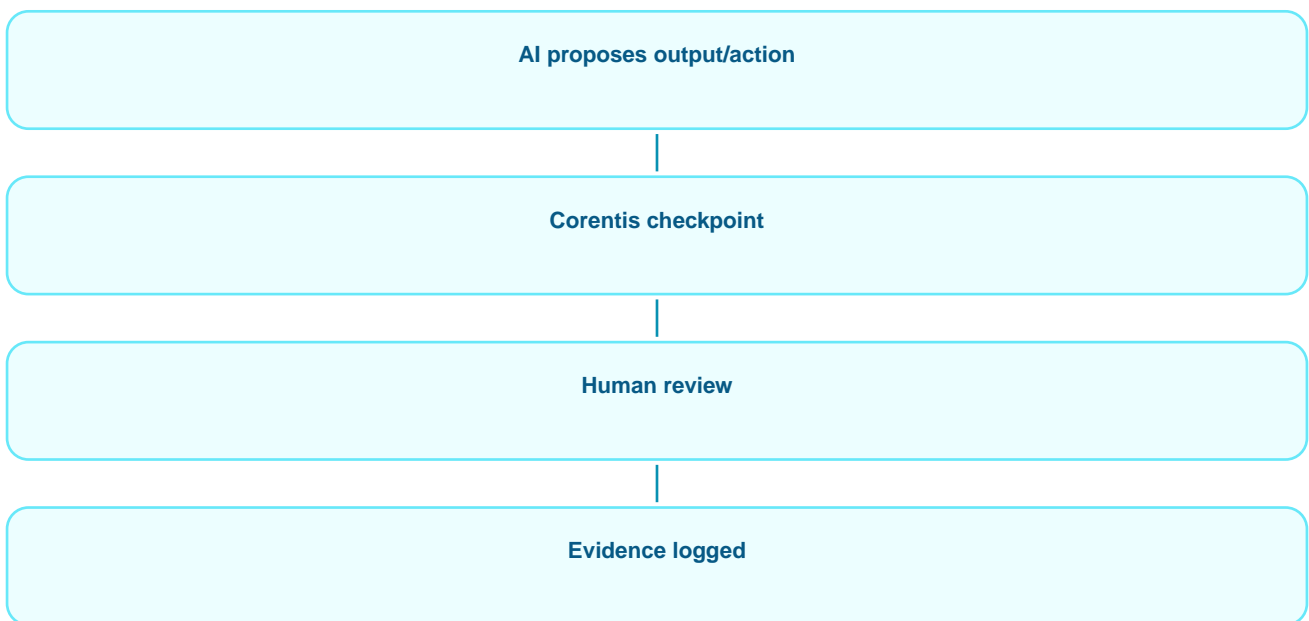 AI proposes output/action
Corentis checkpoint
Human review
Evidence logged